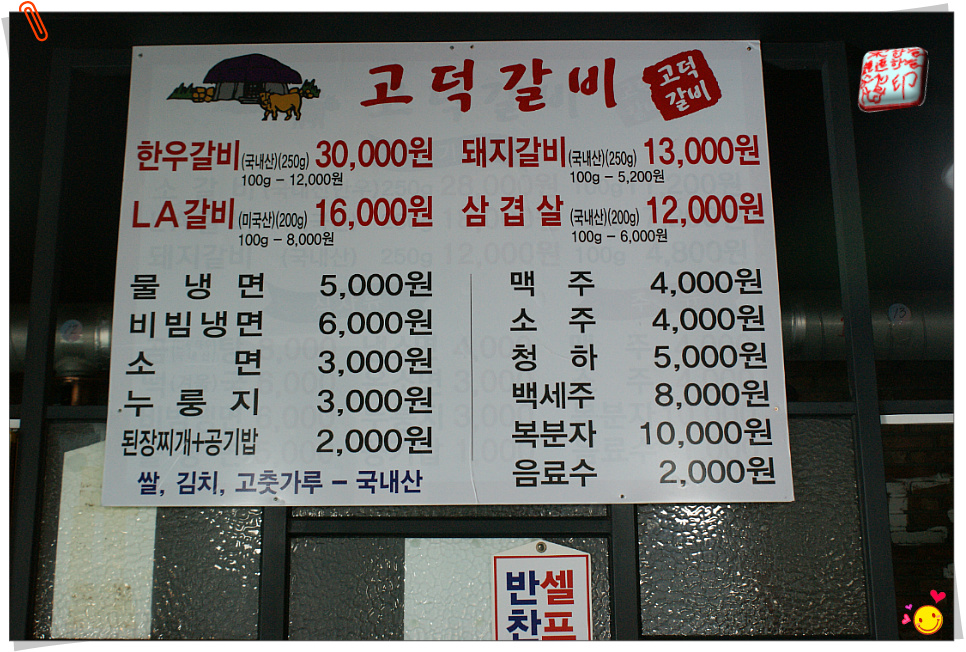 고덕갈비 고덕 갈비
한우갈비(국내산)(250g) 30,000원 돼지갈비(국내산)(250g) 13,000원
100g – 12,000원 100g – 5,200원
LA갈비(미국산)(200g) 16,000원 삼겹살(국내산)(200g) 12,000원
100g – 8,000원 100g – 6,000원
물냉면 5,000원 맥주 4,000원
비빔냉면 6,000원 소주 4,000원
소면 3,000원 청하 5,000원
누룽지 3,000원 백세주 8,000원
된장찌개+공기밥 2,000원 복분자 10,000원
쌀, 김치, 고춧가루 – 국내산 음료수 2,000원
반 셀
찬 프